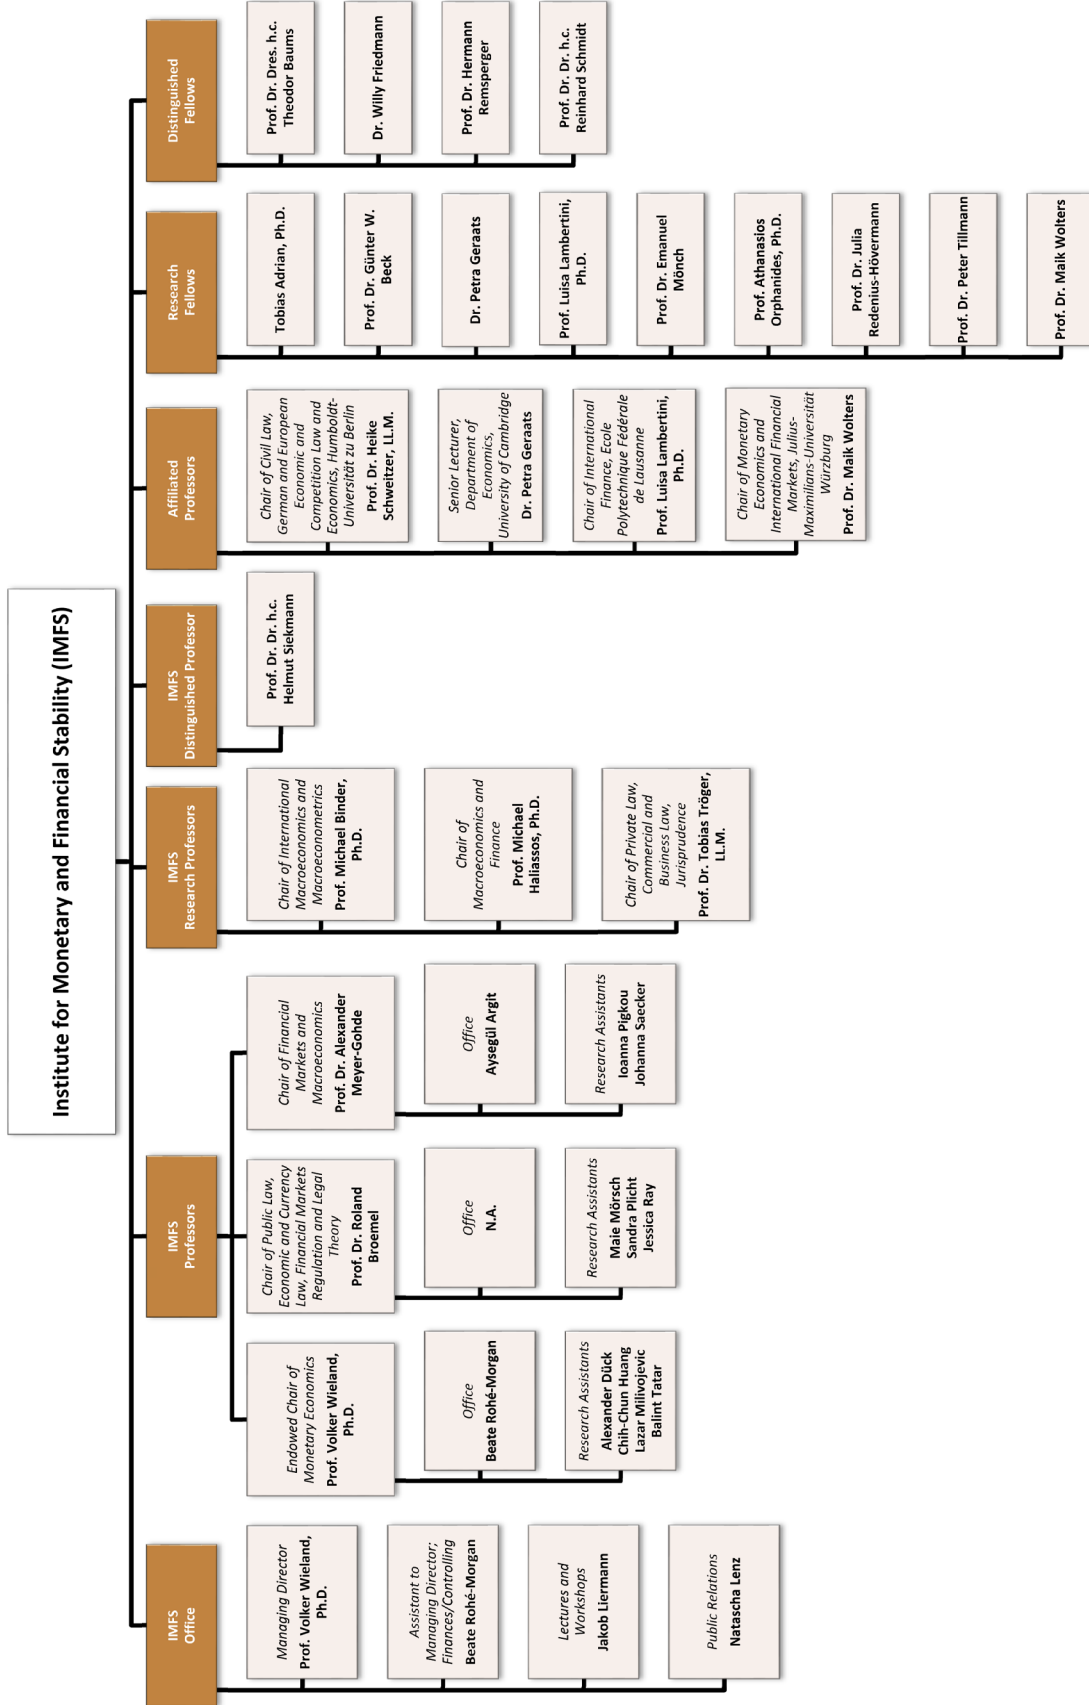 Institute for Monetary and Financial Stability (IMFS)
IMFS
Office
Managing Director
Prof. Volker Wieland,
Ph.D.
Assistant to
Managing Director;
Finances/Controlling
Beate Rohé-Morgan
Lectures and
Workshops
Jakob Liermann
Public Relations
Natascha Lenz
IMFS
Professors
Endowed Chair of
Monetary Economics
Prof. Volker Wieland,
Ph.D.
Office
Beate Rohé-Morgan
Research Assistants
Alexander Dück
Chih-Chun Huang
Lazar Milivojevic
Balint Tatar
Chair of Public Law,
Economic and Currency
Law, Financial Markets
Regulation and Legal
Theory
Prof. Dr. Roland
Broemel
Office
N.A.
Research Assistants
Maie Mörsch
Sandra Plicht
Jessica Ray
Chair of Financial
Markets and
Macroeconomics
Prof. Dr. Alexander
Meyer-Gohde
Office
Aysegül Argit
Research Assistants
Ioanna Pigkou
Johanna Saecker
IMFS
Research Professors
Chair of International
Macroeconomics and
Macroeconometrics
Prof. Michael Binder,
Ph.D.
Chair of
Macroeconomics and
Finance
Prof. Michael
Haliassos, Ph.D.
Chair of Private Law,
Commercial and
Business Law,
Jurisprudence
Prof. Dr. Tobias Tröger,
LL.M.
IMFS
Distinguished Professor
Prof. Dr. Dr. h.c.
Helmut Siekmann
Affiliated
Professors
Chair of Civil Law,
German and European
Economic and
Competition Law and
Economics, Humboldt-
Universität zu Berlin
Prof. Dr. Heike
Schweitzer, LL.M.
Senior Lecturer,
Department of
Economics,
University of Cambridge
Dr. Petra Geraats
Chair of International
Finance, Ecole
Polytechnique Fédérale
de Lausanne
Prof. Luisa Lambertini,
Ph.D.
Chair of Monetary
Economics and
International Financial
Markets, Julius-
Maximilians-Universität
Würzburg
Prof. Dr. Maik Wolters
Research
Fellows
Tobias Adrian, Ph.D.
Prof. Dr. Günter W.
Beck
Dr. Petra Geraats
Prof. Luisa Lambertini,
Ph.D.
Prof. Dr. Emanuel
Mönch
Prof. Athanasios
Orphanides, Ph.D.
Prof. Dr. Julia
Redenius-Hövermann
Prof. Dr. Peter Tillmann
Prof. Dr. Maik Wolters
Distinguished
Fellows
Prof. Dr. Dres. h.c.
Theodor Baums
Dr. Willy Friedmann
Prof. Dr. Hermann
Remsperger
Prof. Dr. Dr. h.c.
Reinhard Schmidt